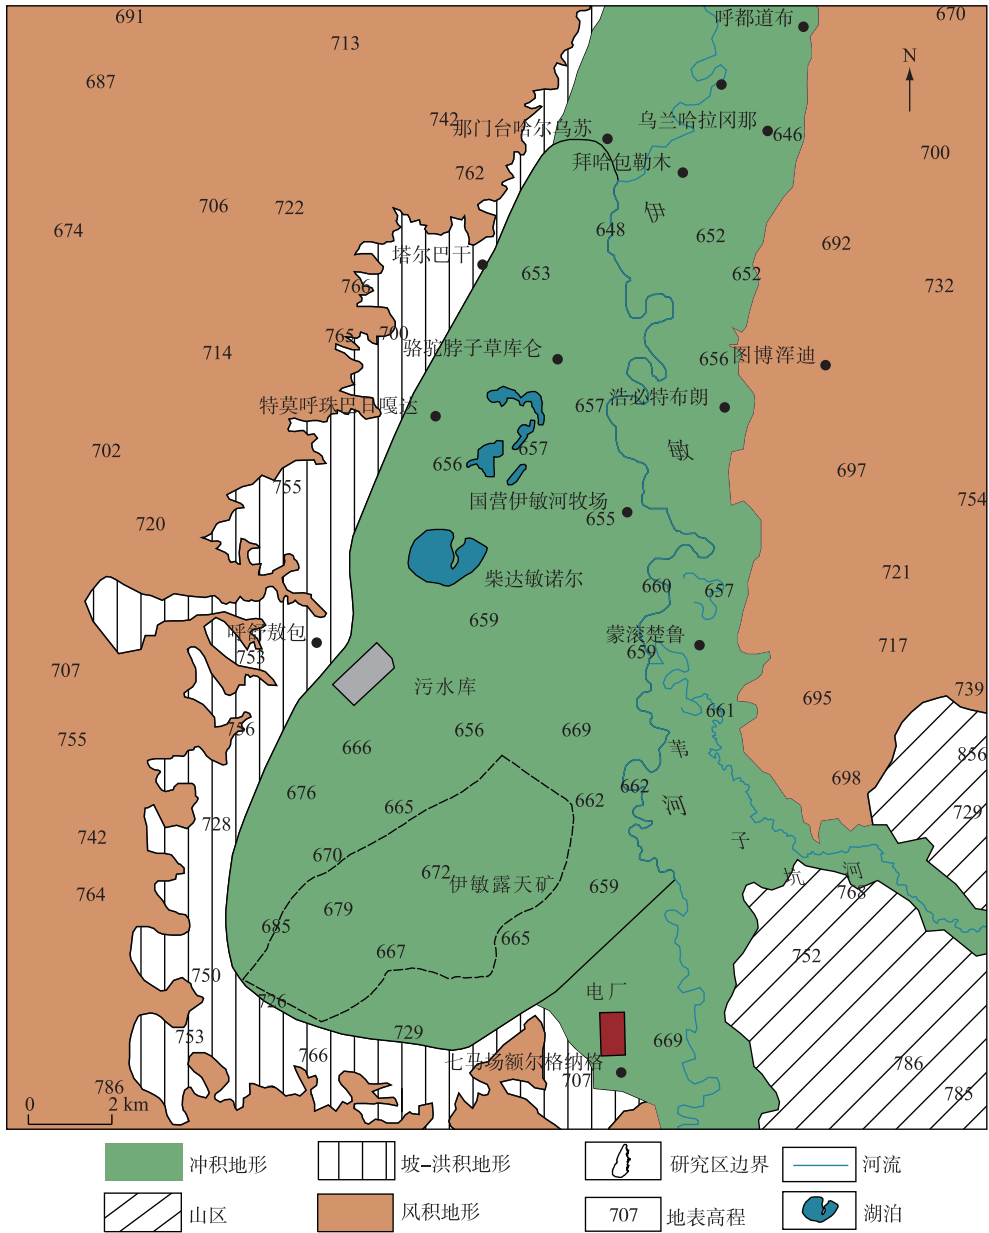 691
670
呼都道布
713
N
687
742
那门台哈尔乌苏
乌兰哈拉冈那
646
700
拜哈包勒木
762
706
722
伊
674
648
652
692
塔尔巴干
653
652
732
766
765
700
714
骆驼脖子草库仑
656
图博浑迪
特莫呼珠巴日嘎达
657
浩必特布朗
702
656
657
敏
697
755
国营伊敏河牧场
754
720
655
柴达敏诺尔
721
660
657
659
呼舒敖包
蒙滚楚鲁
753
659
717
707
污水库
695
739
661
756
656
669
755
666
苇
856
698
676
662
665
662
河
729
728
742
子
670
672
伊敏露天矿
坑
河
764
659
768
679
685
665
667
752
750
726
电厂
753
729
669
766
七马场额尔格纳格
786
707
786
785
0 2 km
冲积地形
坡–洪积地形
研究区边界
河流
山区
风积地形
707
地表高程
湖泊